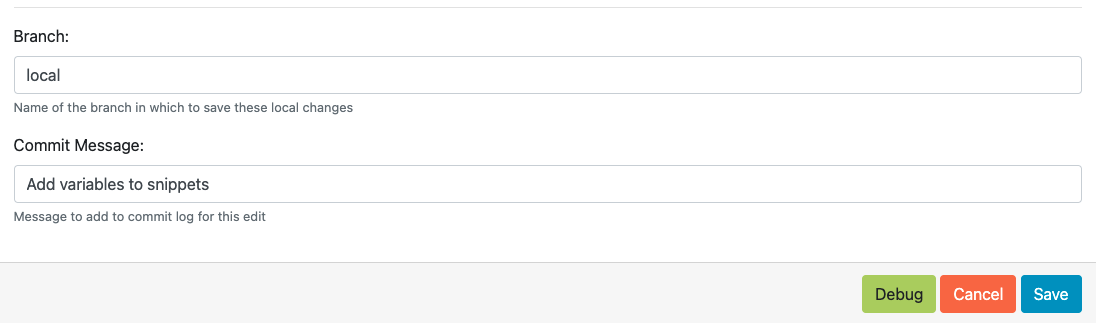 Branch:
local
Name of the branch in which to save these local changes
Commit Message:
Add variables to snippets
Message to add to commit log for this edit
Debug Cancel Save